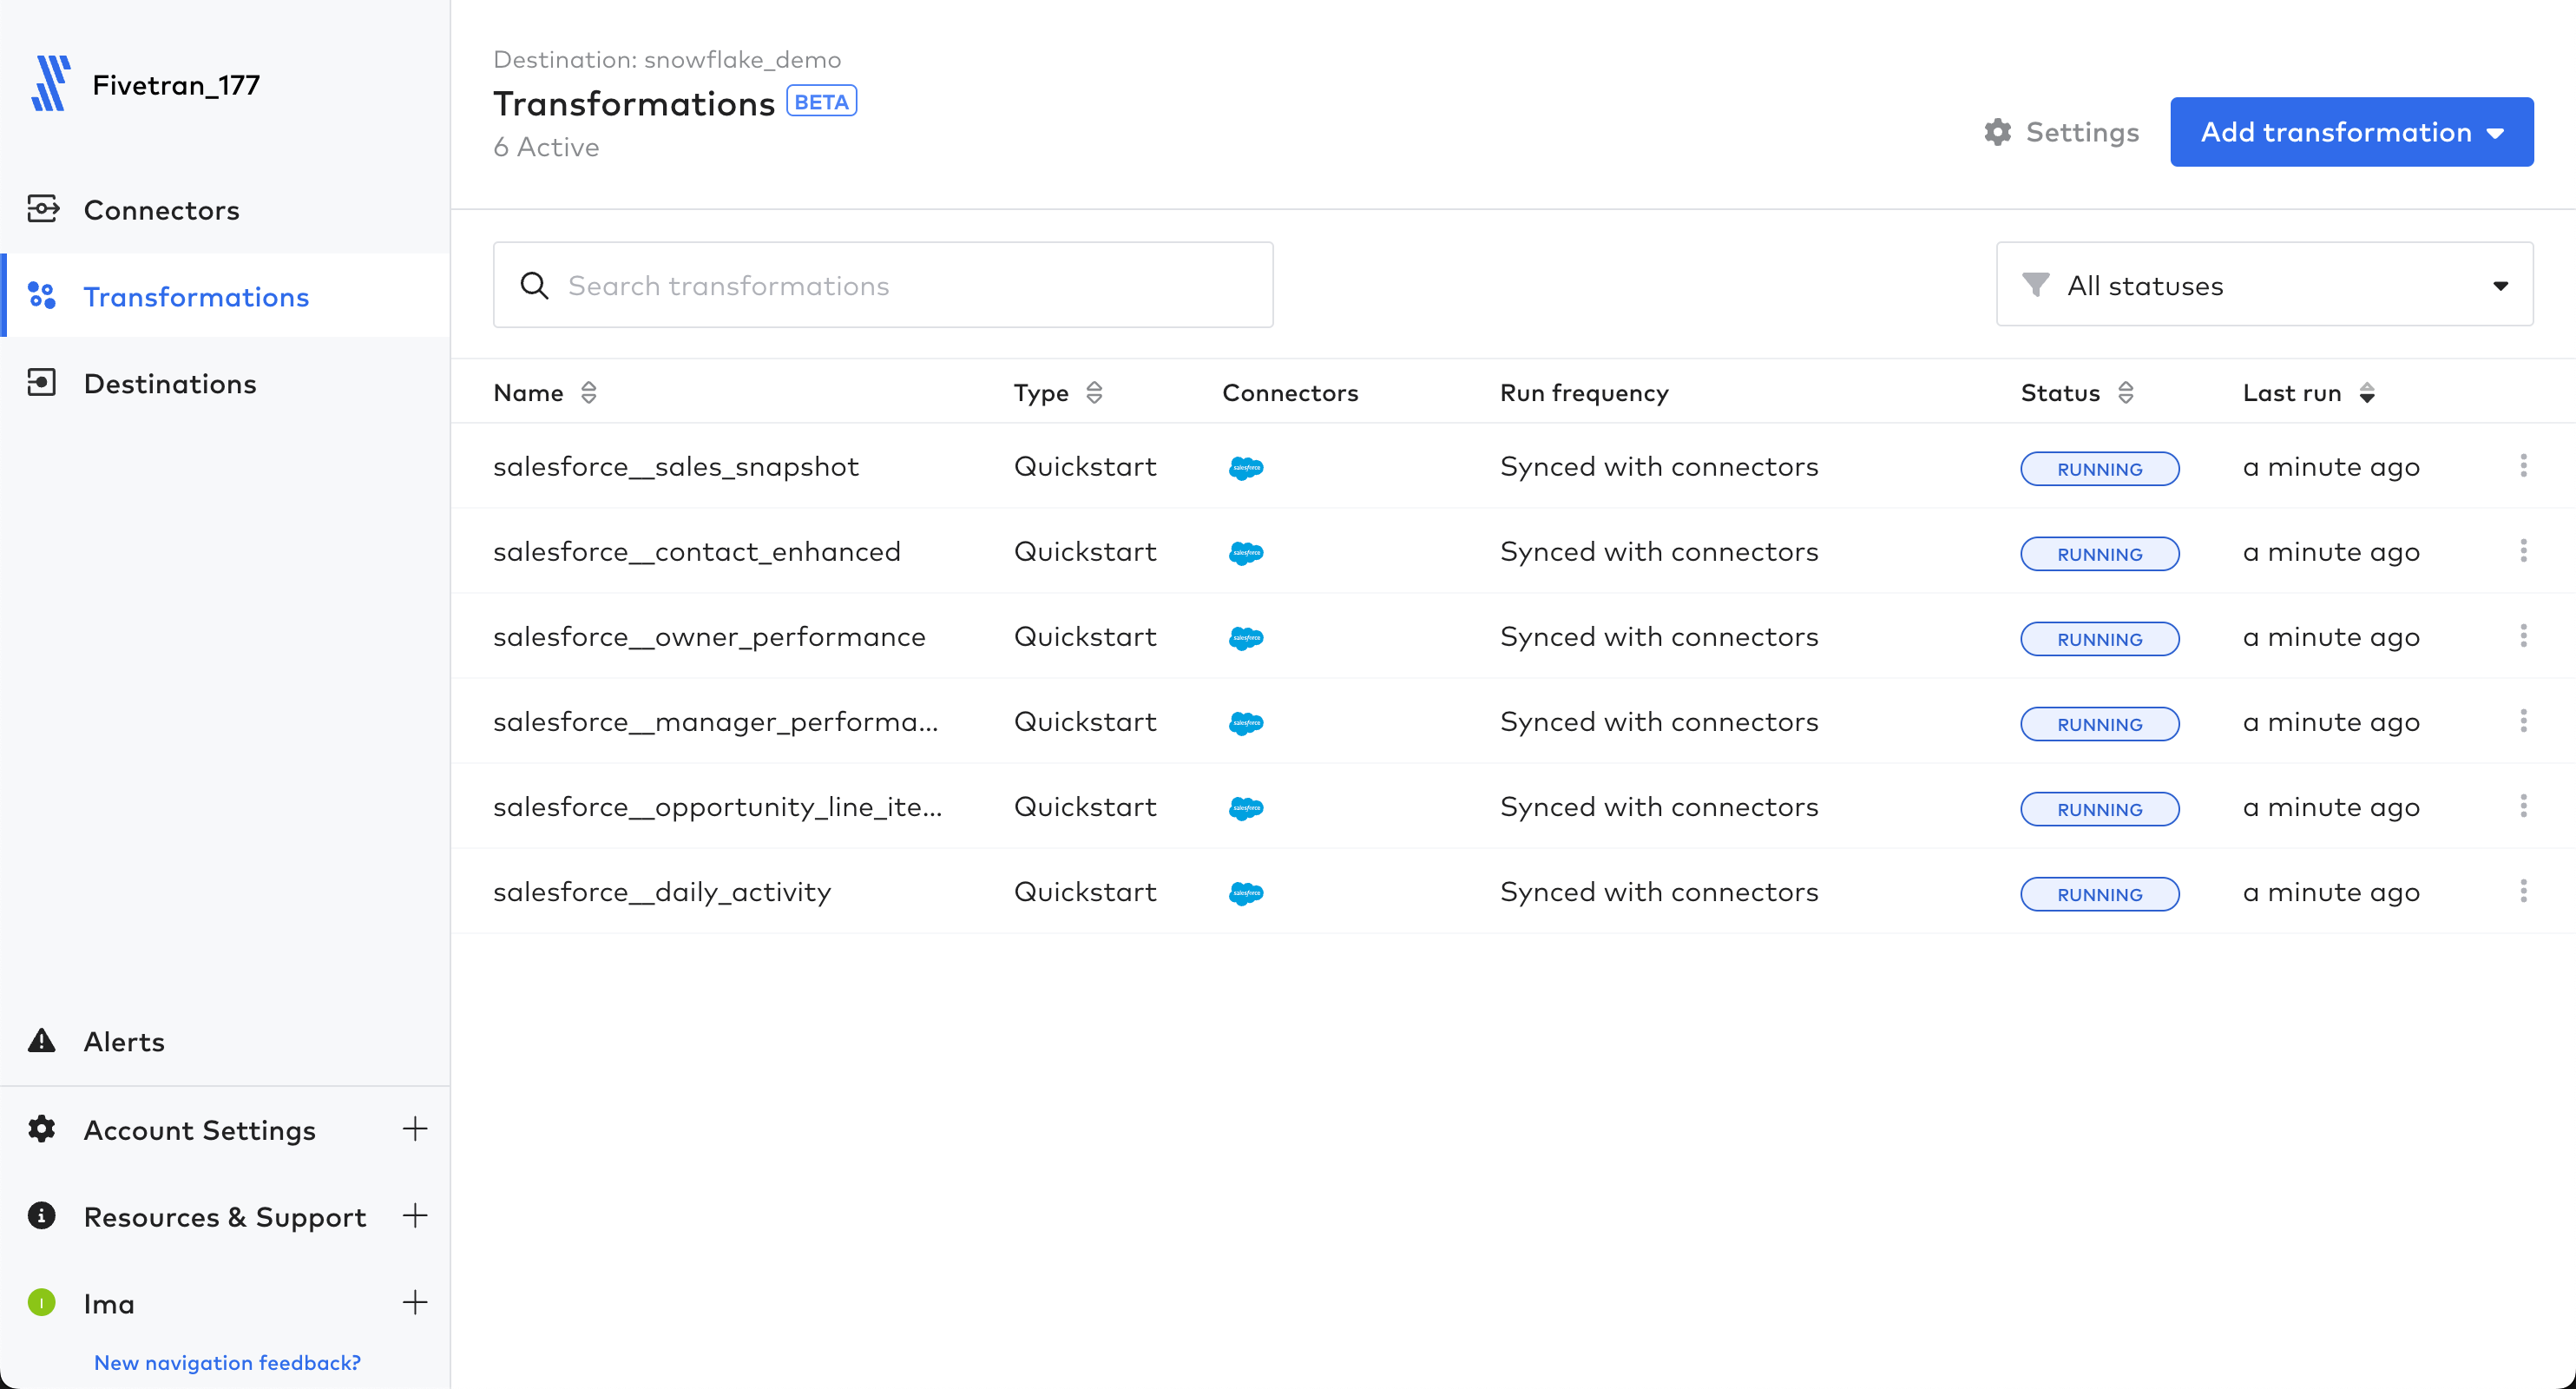 Fivetran_177
Connectors
Transformations
Destinations
Alerts
Account Settings
Resources & Support
I Ima
New navigation feedback?
Destination: snowflake_demo
Transformations BETA
6 Active
Settings
Add transformation
Search transformations
All statuses
Name Type Connectors Run frequency Status Last run
salesforce__sales_snapshot Quickstart salesforce Synced with connectors RUNNING a minute ago
salesforce__contact_enhanced Quickstart salesforce Synced with connectors RUNNING a minute ago
salesforce__owner_performance Quickstart salesforce Synced with connectors RUNNING a minute ago
salesforce__manager_performa... Quickstart salesforce Synced with connectors RUNNING a minute ago
salesforce__opportunity_line_ite... Quickstart salesforce Synced with connectors RUNNING a minute ago
salesforce__daily_activity Quickstart salesforce Synced with connectors RUNNING a minute ago